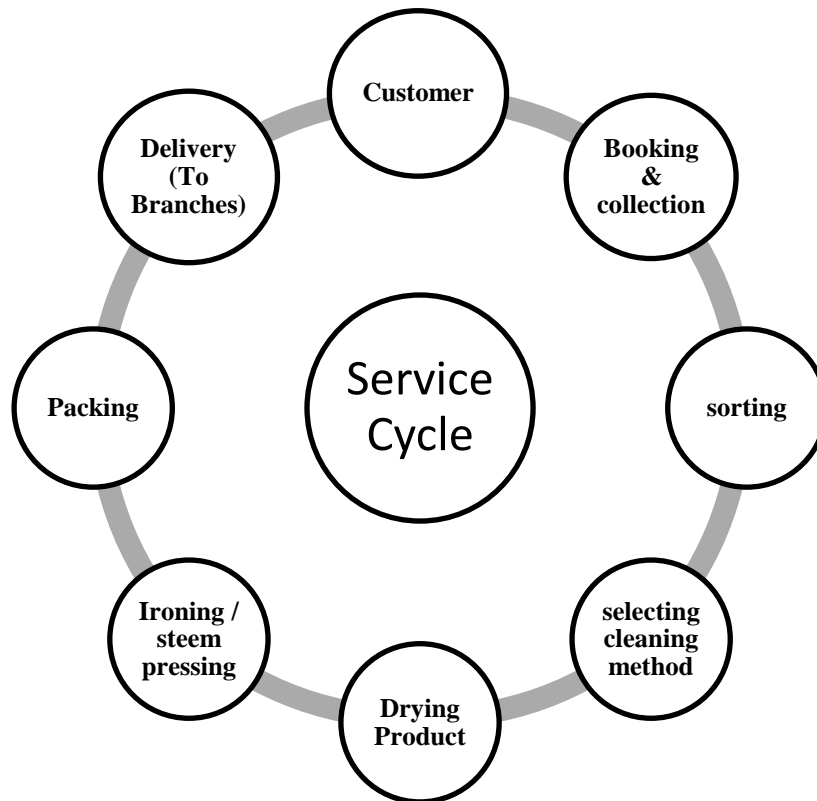 Customer
Booking
&
collection
sorting
selecting
cleaning
method
Drying
Product
Ironing /
steem
pressing
Packing
Delivery
(To
Branches)
Service
Cycle